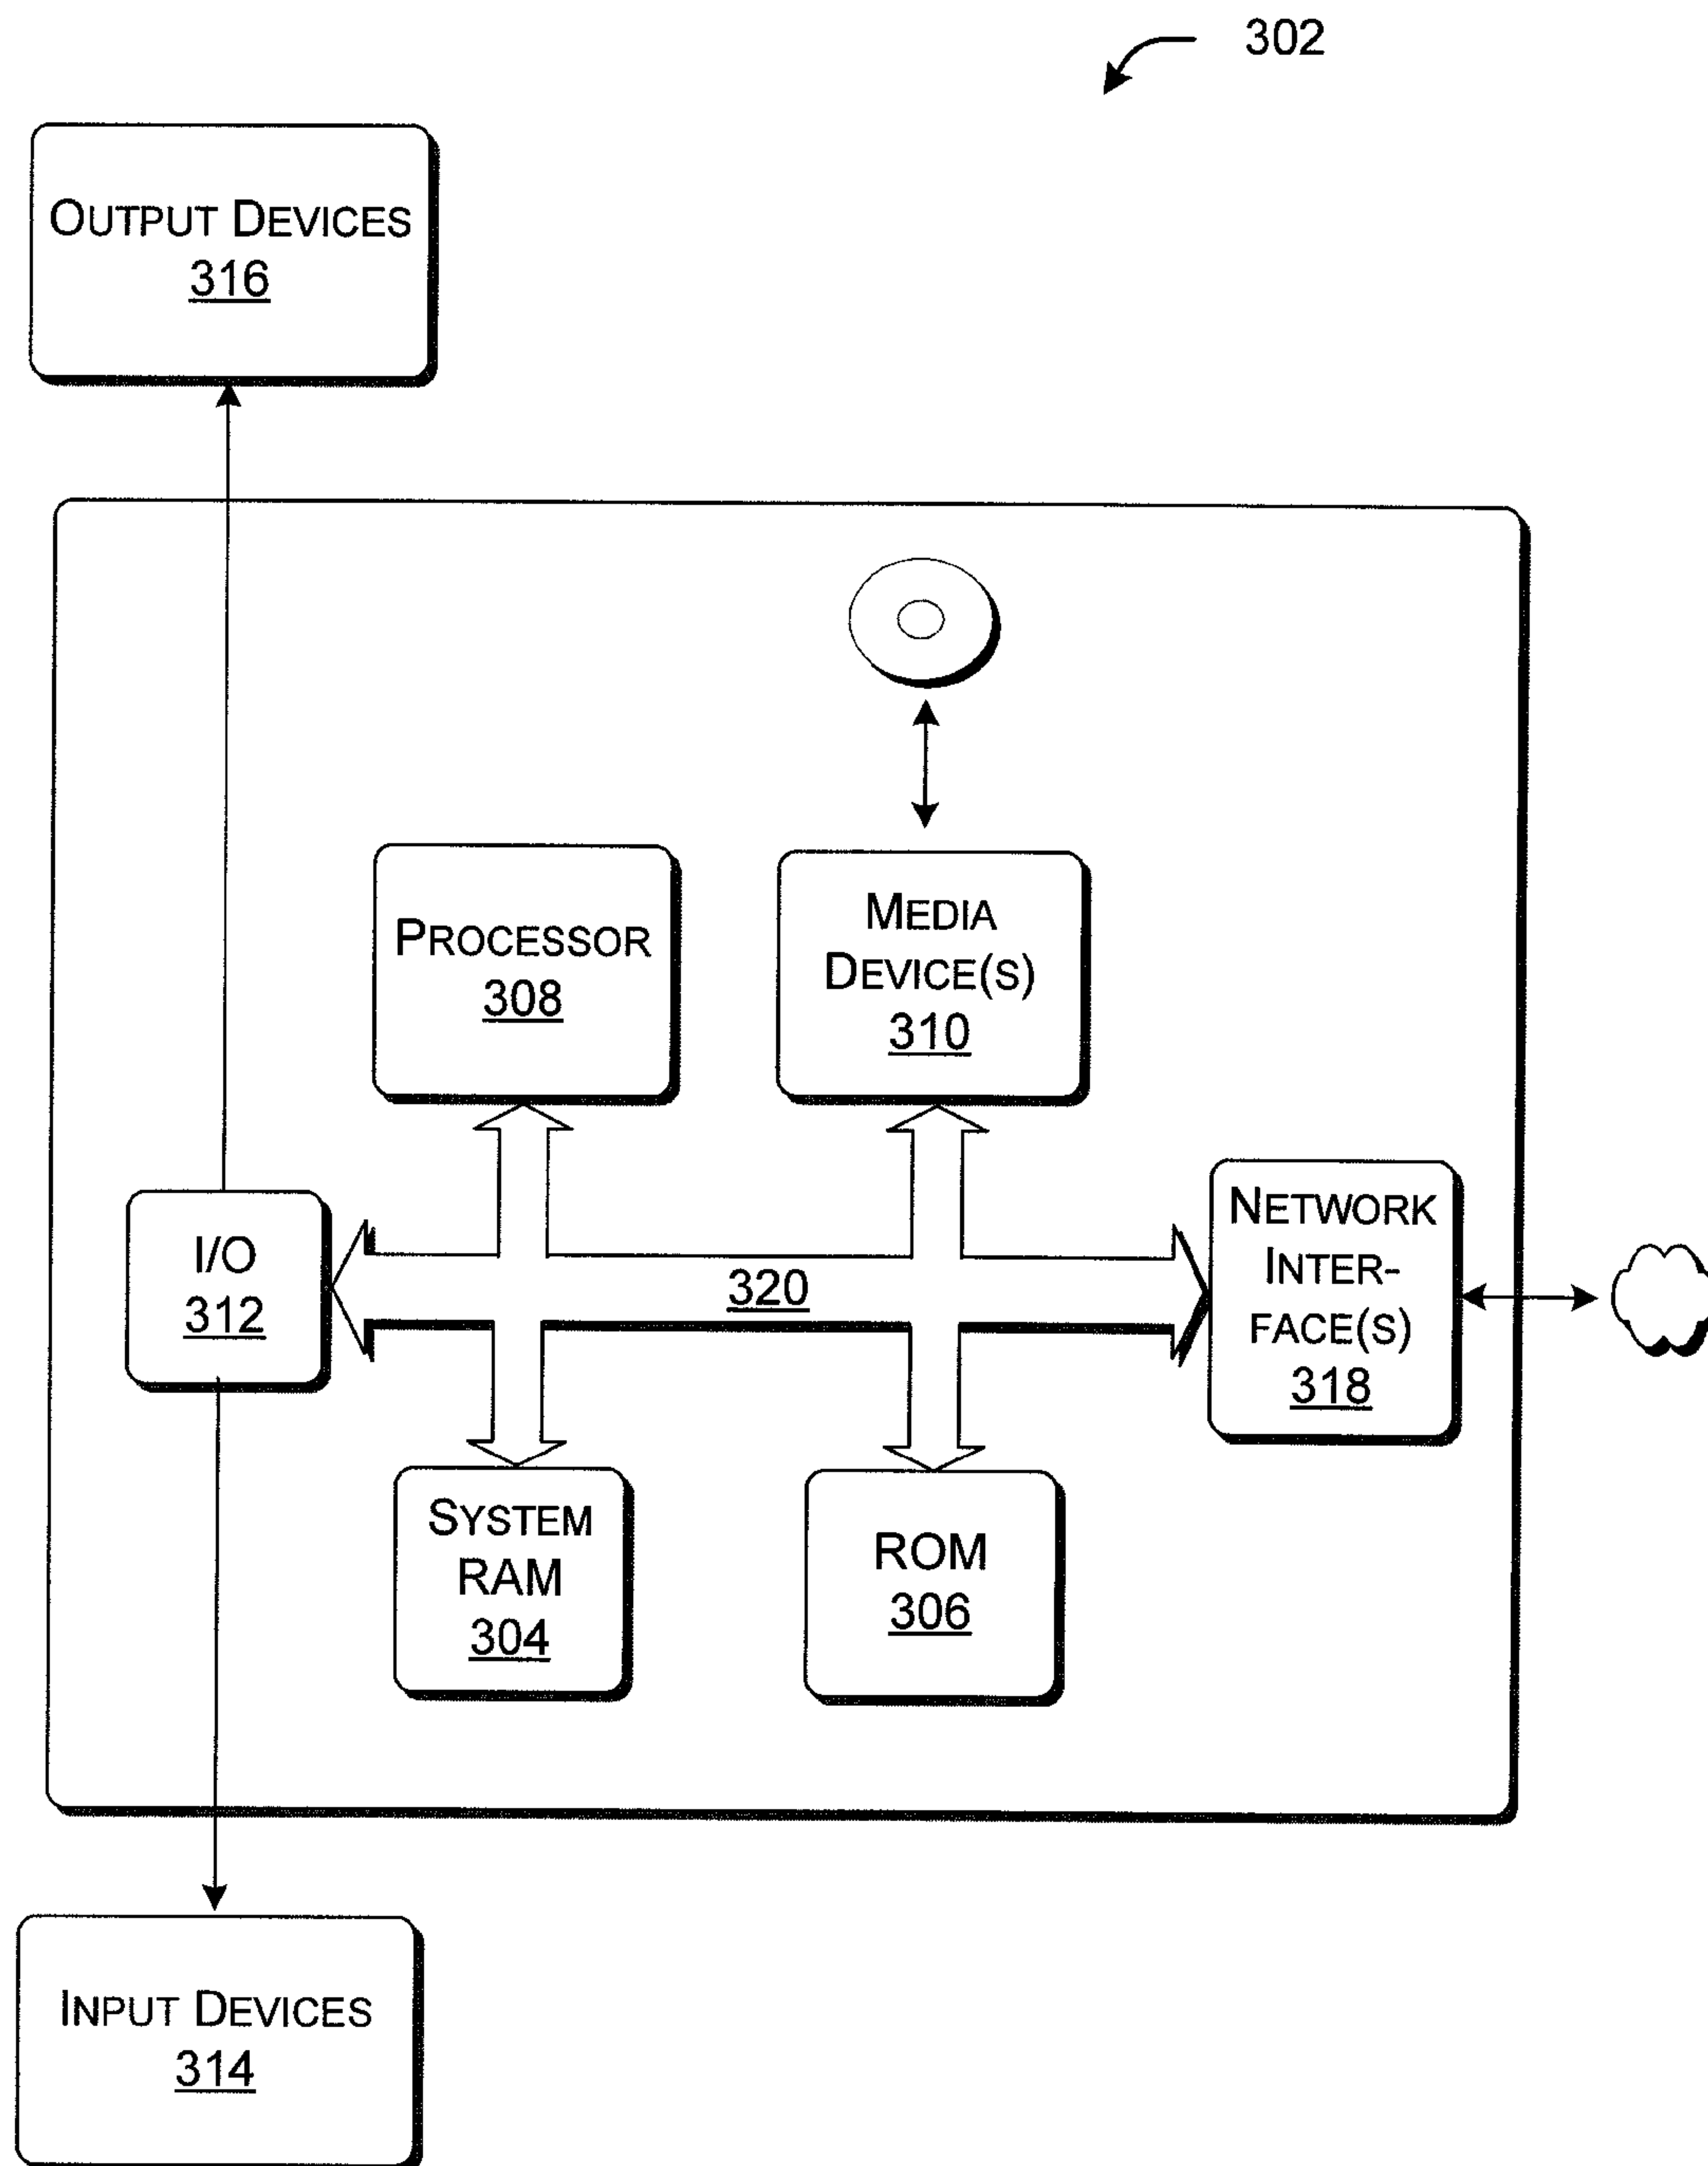 302
OUTPUT DEVICES
316
PROCESSOR
308
MEDIA
DEVICE(S)
310
I/O
312
320
NETWORK
INTER-
FACE(S)
318
SYSTEM
RAM
304
ROM
306
INPUT DEVICES
314